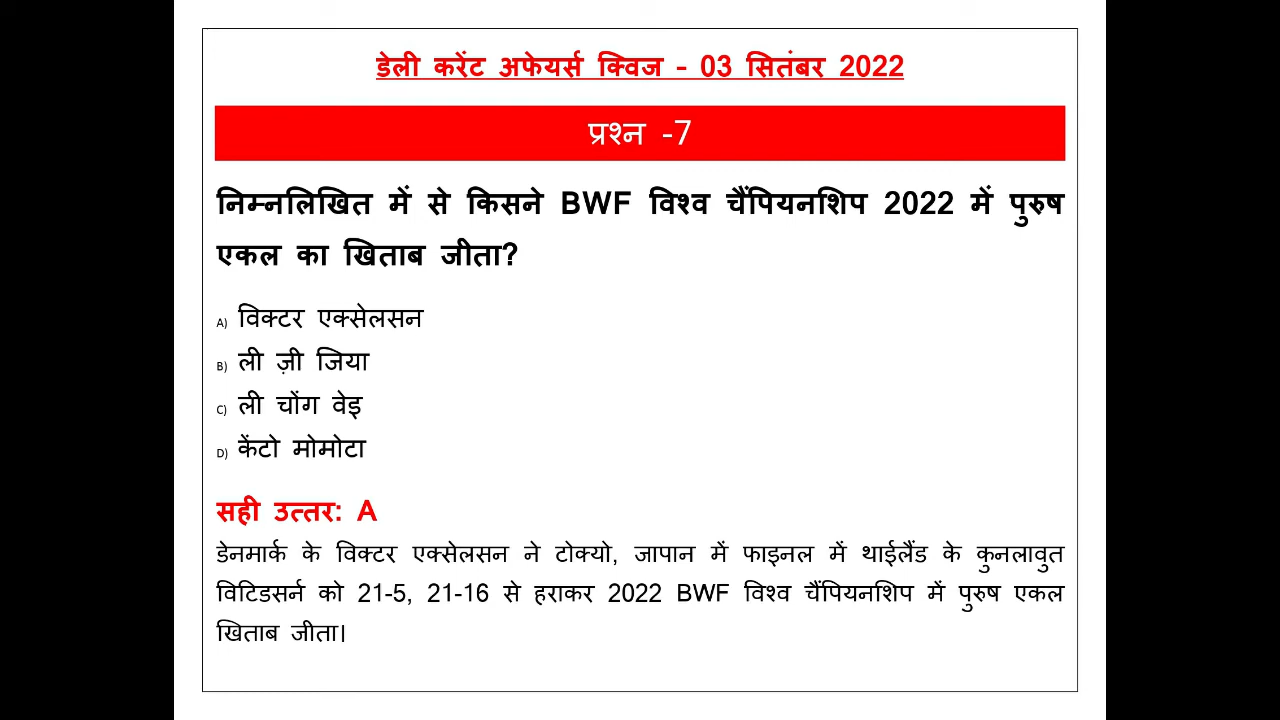 डेली करेंट अफेयर्स क्विज - 03 सितंबर 2022
प्रश्न -7
निम्नलिखित में से किसने BWF विश्व चैंपियनशिप 2022 में पुरुष
एकल का खिताब जीता?
A) विक्टर एक्सेलसन
B) ली ज़ी जिया
C) ली चोंग वेइ
D) केंटो मोमोटा
सही उत्तर: A
डेनमार्क के विक्टर एक्सेलसन ने टोक्यो, जापान में फाइनल में थाईलैंड के कुनलावुत
विटिडसर्न को 21-5, 21-16 से हराकर 2022 BWF विश्व चैंपियनशिप में पुरुष एकल
खिताब जीता।